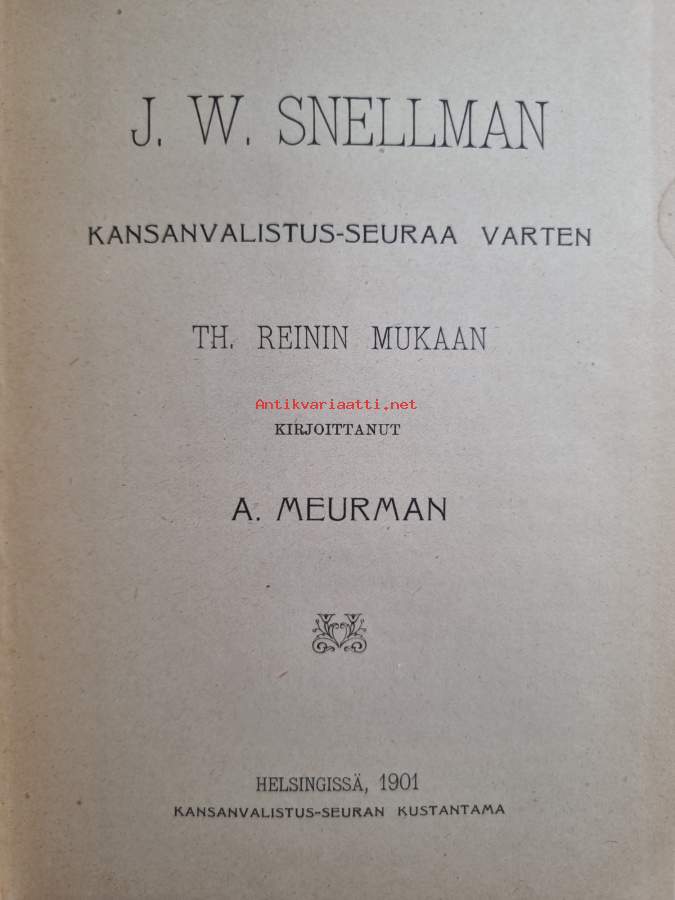 J. W. SNELLMAN
KANSANVALISTUS-SEURAA VARTEN
TH. REININ MUKAAN
Antikvariaatti.net
KIRJOITTANUT
A. MEURMAN
HELSINGISSÄ, 1901
KANSANVALISTUS-SEURAN KUSTANTAMA